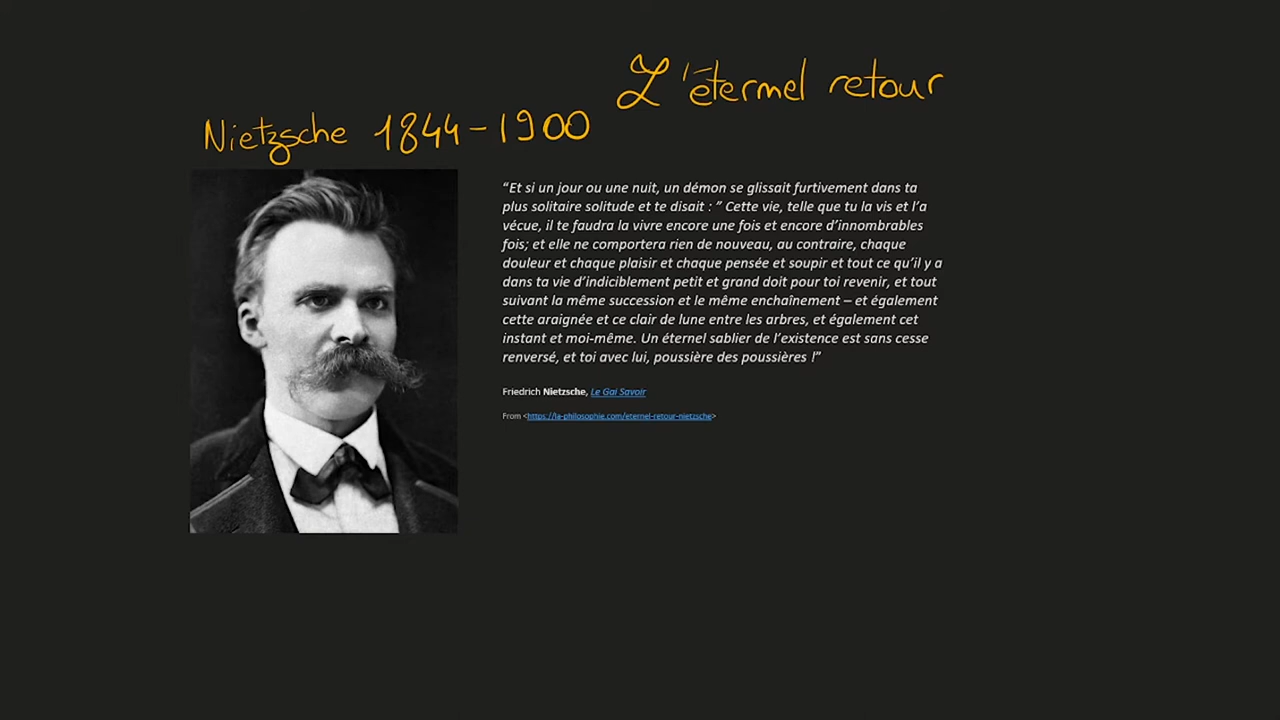 L'éternel retour
Nietzsche 1844-1900
“Et si un jour ou une nuit, un démon se glissait furtivement dans ta
plus solitaire solitude et te disait : ” Cette vie, telle que tu la vis et l’a
vécue, il te faudra la vivre encore une fois et encore d’innombrables
fois; et elle ne comportera rien de nouveau, au contraire, chaque
douleur et chaque plaisir et chaque pensée et soupir et tout ce qu’il y a
dans ta vie d’indiciblement petit et grand doit pour toi revenir, et tout
suivant la même succession et le même enchaînement – et également
cette araignée et ce clair de lune entre les arbres, et également cet
instant et moi-même. Un éternel sablier de l’existence est sans cesse
renversé, et toi avec lui, poussière des poussières !”
Friedrich Nietzsche, Le Gai Savoir
From <https://la-philosophie.com/eternel-retour-nietzsche>